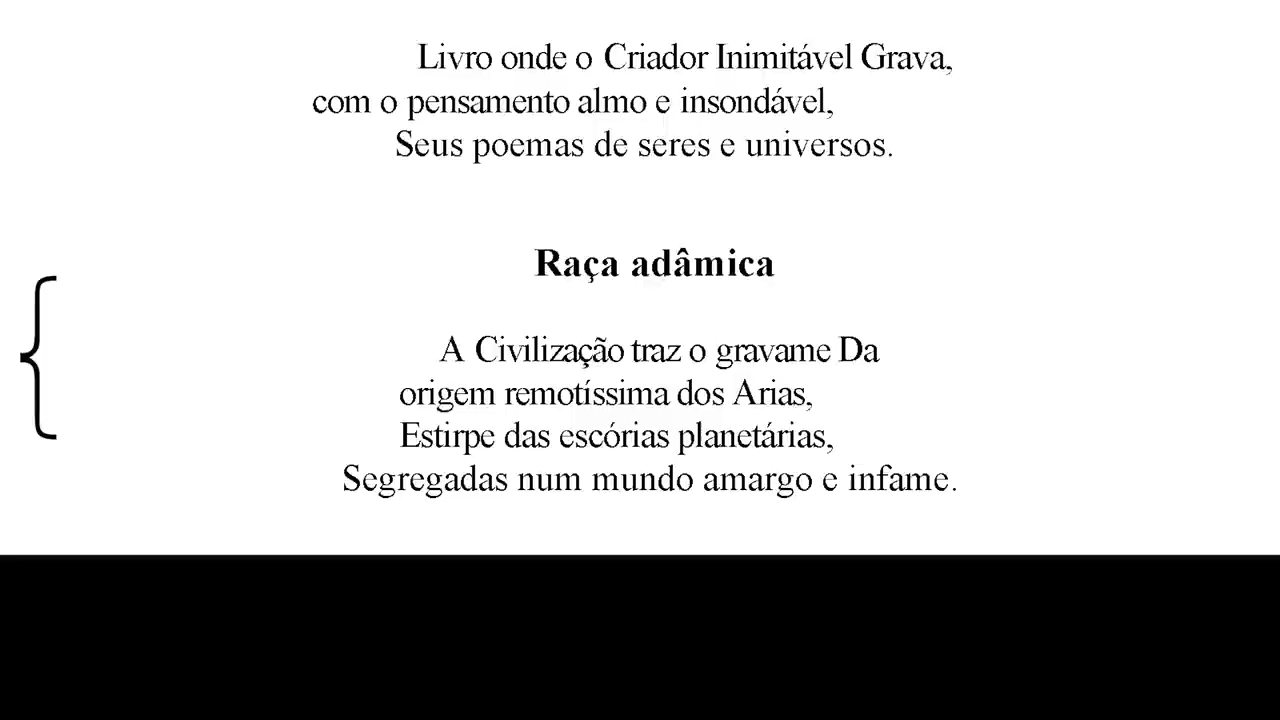 Livro onde o Criador Inimitável Grava,
com o pensamento almo e insondável,
Seus poemas de seres e universos.
Raça adâmica
A Civilização traz o gravame Da
origem remotíssima dos Arias,
Estirpe das escórias planetárias,
Segregadas num mundo amargo e infame.